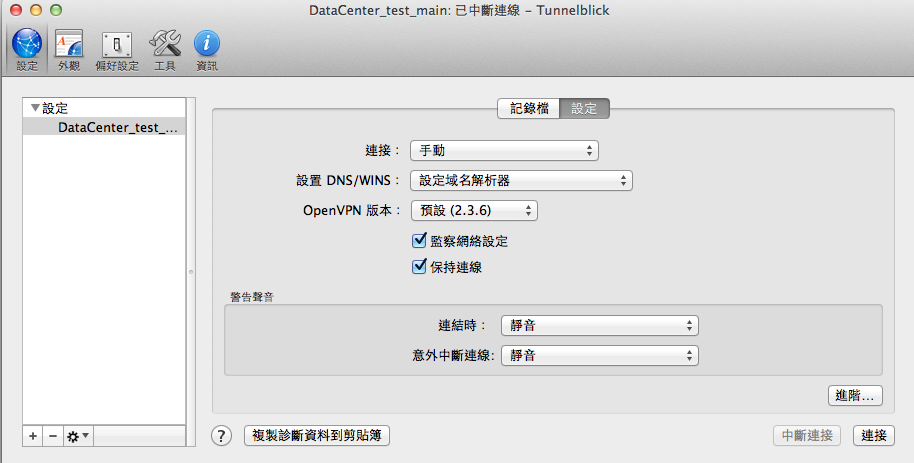 DataCenter_test_main: 已中斷連線 – Tunnelblick
設定 外觀 偏好設定 工具 資訊
設定
DataCenter_test_...
記錄檔 設定
連接： 手動
設置 DNS/WINS： 設定域名解析器
OpenVPN 版本： 預設 (2.3.6)
監察網絡設定
保持連線
警告聲音
連結時： 靜音
意外中斷連線: 靜音
進階...
+ − ? 複製診斷資料到剪貼簿 中斷連接 連接